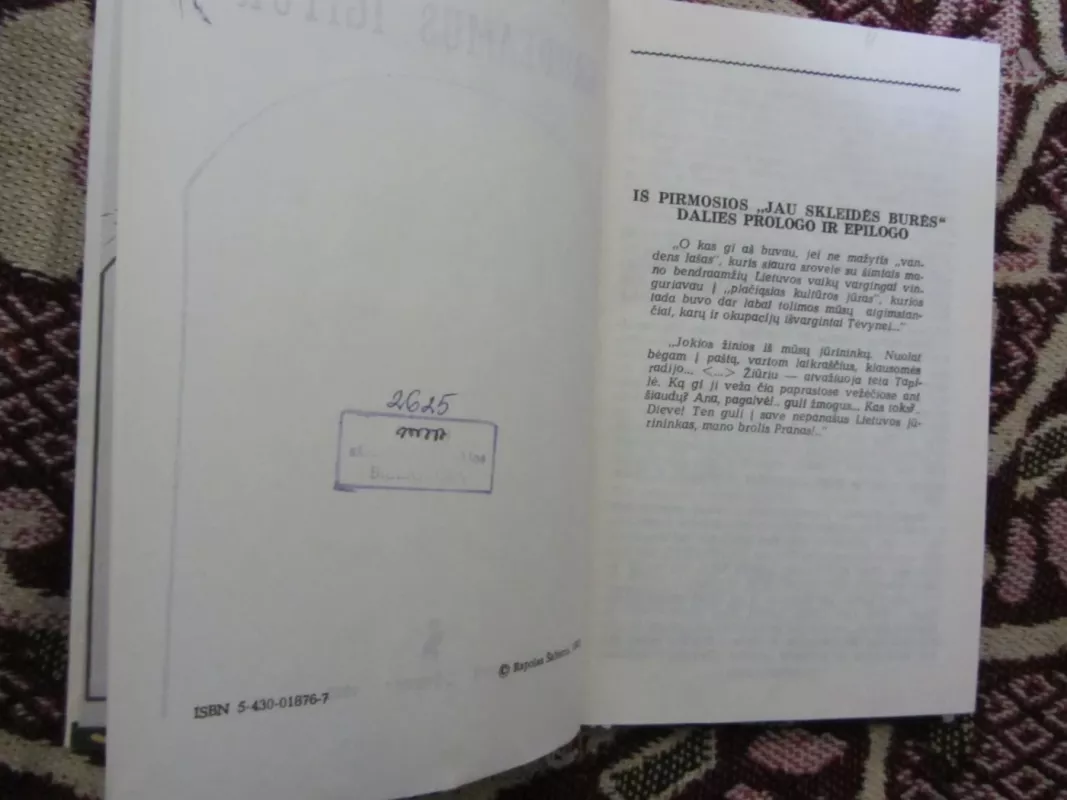 2625
ISBN 5-430-01876-7
© Rapolas
IŠ PIRMOSIOS „JAU SKLEIDĖS BURĖS“
DALIES PROLOGO IR EPILOGO
„O kas gi aš buvau, jei ne mažytis „van-
dens lašas“, kuris siaura srovele su šimtais ma-
no bendraamžių Lietuvos vaikų vargingai vin-
guriavau į „plačiąsias kultūros jūras“, kurios
tada buvo dar labai tolimos mūsų atgimstan-
čiai, karų ir okupacijų išvargintai Tėvynei...“
„Jokios žinios iš mūsų jūrininkų. Nuolat
bėgam į paštą, vartom laikraščius, klausomės
radijo... <...> Žiūriu — atvažiuoja teta Tapi-
lė. Ką gi ji veža čia paprastose vežėčiose ant
šiaudų? Ana, pagalvė!.. guli žmogus... Kas toks?..
Dieve! Ten guli į save nepanašus Lietuvos jū-
rininkas, mano brolis Pranas!..“